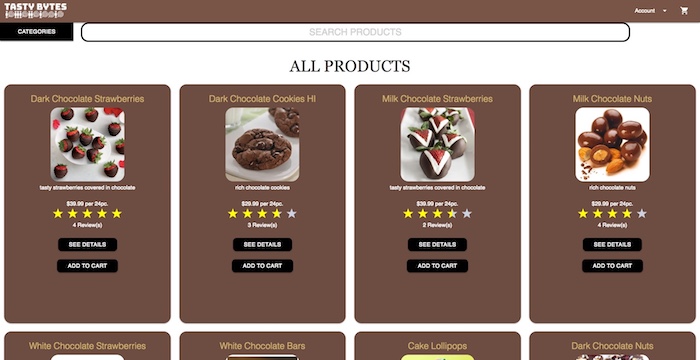 TASTY BYTES
Account
CATEGORIES
SEARCH PRODUCTS
ALL PRODUCTS
Dark Chocolate Strawberries
tasty strawberries covered in chocolate
$39.99 per 24pc.
4 Review(s)
SEE DETAILS
ADD TO CART
Dark Chocolate Cookies HI
rich chocolate cookies
$29.99 per 24pc.
3 Review(s)
SEE DETAILS
ADD TO CART
Milk Chocolate Strawberries
tasty strawberries covered in chocolate
$39.99 per 24pc.
2 Review(s)
SEE DETAILS
ADD TO CART
Milk Chocolate Nuts
rich chocolate nuts
$29.99 per 24pc.
4 Review(s)
SEE DETAILS
ADD TO CART
White Chocolate Strawberries
White Chocolate Bars
Cake Lollipops
Dark Chocolate Nuts